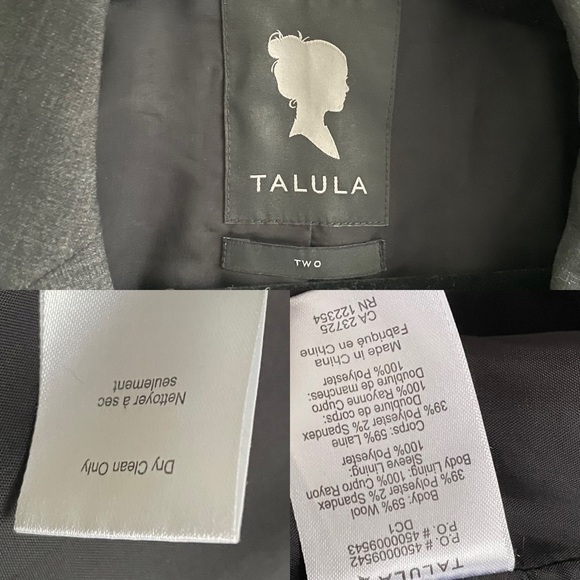 TALULA
TWO
Dry Clean Only
Nettoyer à sec
seulement
TALULA
P.O. # 4500009542
P.O. # 4500009543
DC1
Body: 59% Wool
39% Polyester 2% Spandex
Body Lining: 100% Cupro Rayon
Sleeve Lining:
100% Polyester
Corps: 59% Laine
39% Polyester 2% Spandex
Doublure de corps:
100% Rayonne Cupro
Doublure de manches:
100% Polyester
Made in China
Fabriqué en Chine
CA 23725
RN 122354